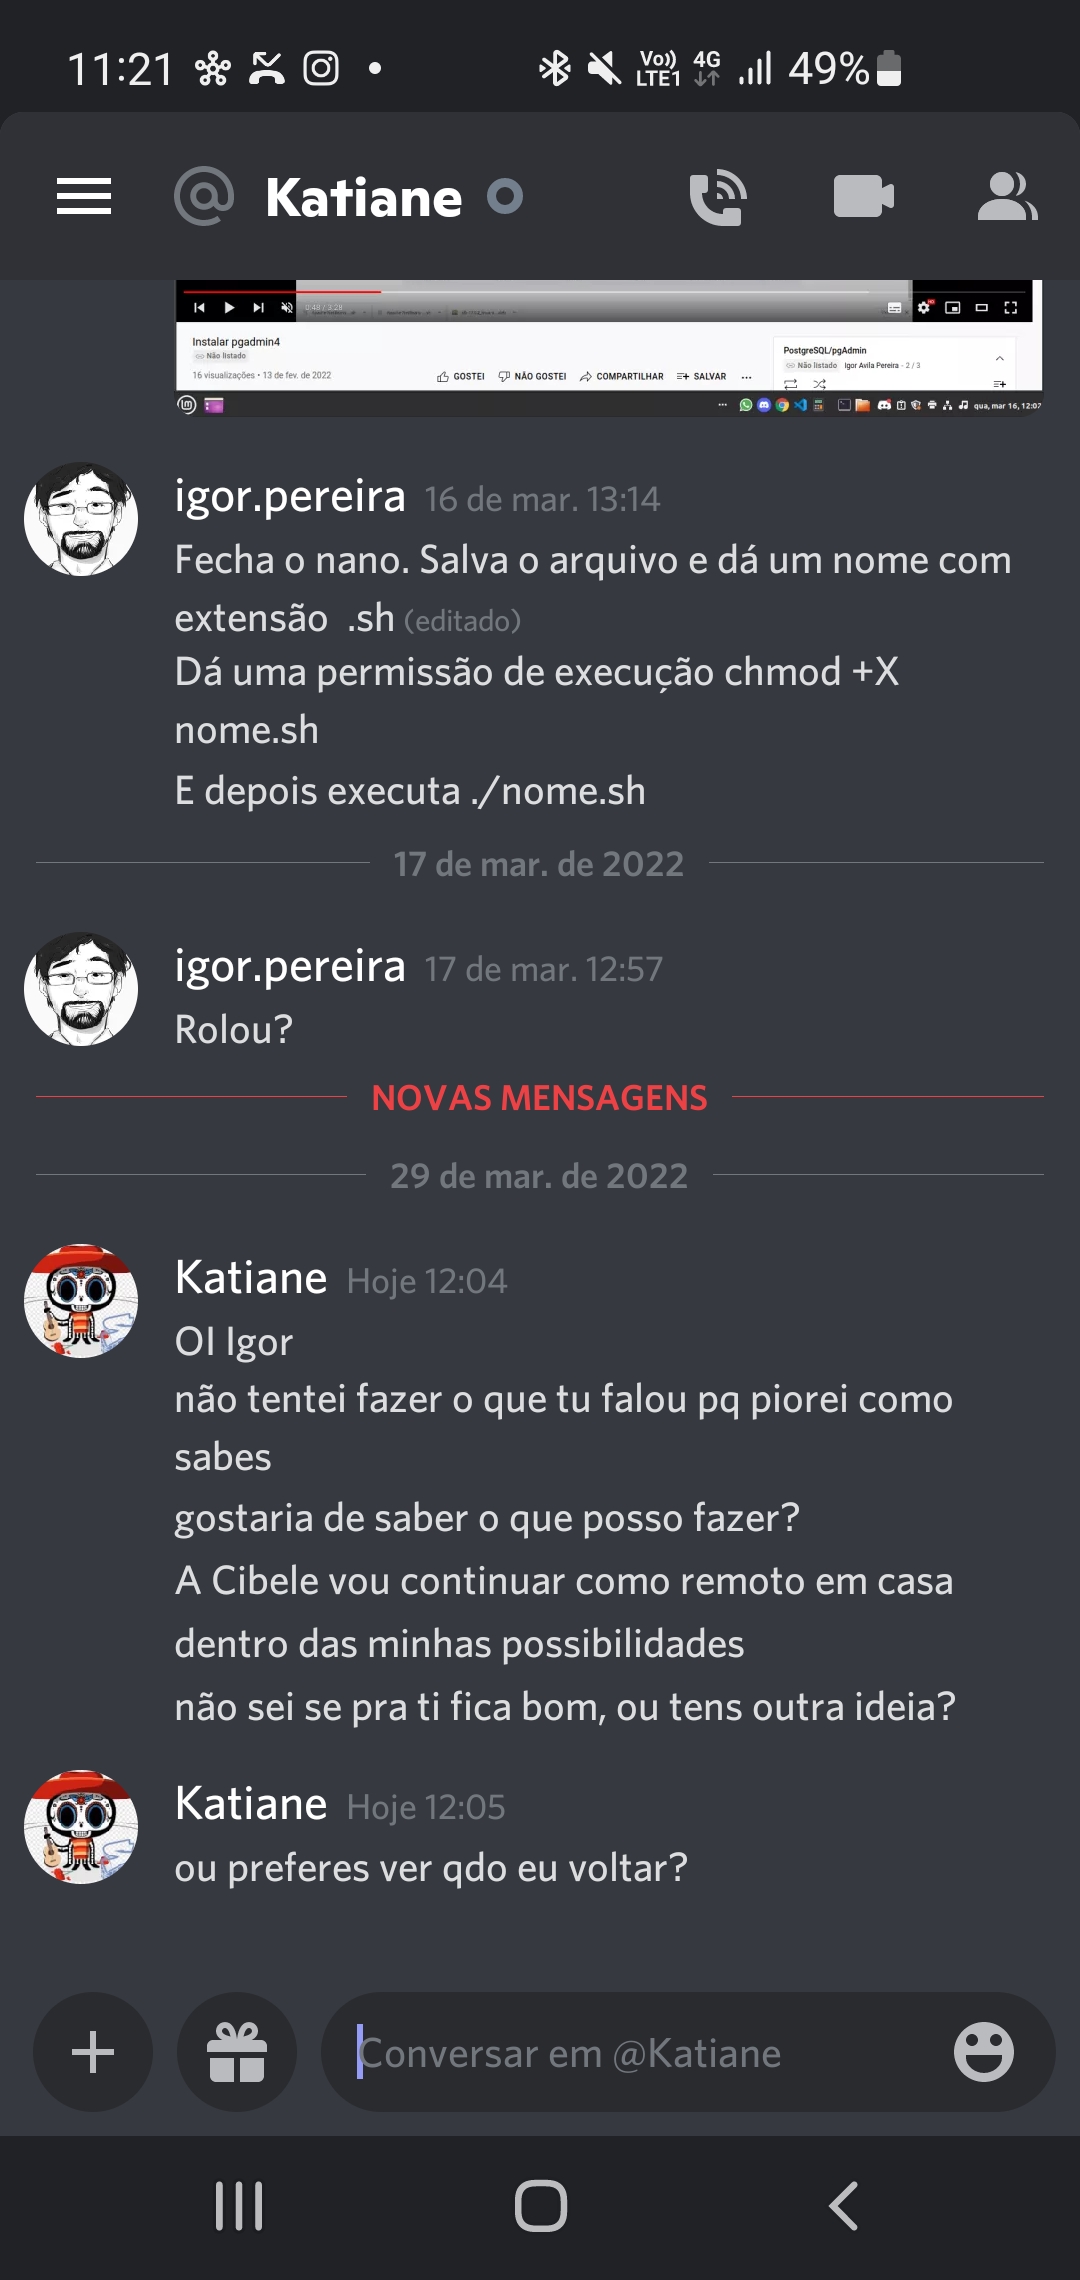 11:21 Vo)) LTE1 4G 49%
@ Katiane
0:48 / 3:28
Instalar pgadmin4
Não listado
16 visualizações • 13 de fev. de 2022 GOSTEI NÃO GOSTEI COMPARTILHAR SALVAR ...
PostgreSQL/pgAdmin
Não listado Igor Avila Pereira - 2 / 3
qua, mar 16, 12:07
igor.pereira 16 de mar. 13:14
Fecha o nano. Salva o arquivo e dá um nome com
extensão .sh (editado)
Dá uma permissão de execução chmod +X
nome.sh
E depois executa ./nome.sh
17 de mar. de 2022
igor.pereira 17 de mar. 12:57
Rolou?
NOVAS MENSAGENS
29 de mar. de 2022
Katiane Hoje 12:04
OI Igor
não tentei fazer o que tu falou pq piorei como
sabes
gostaria de saber o que posso fazer?
A Cibele vou continuar como remoto em casa
dentro das minhas possibilidades
não sei se pra ti fica bom, ou tens outra ideia?
Katiane Hoje 12:05
ou preferes ver qdo eu voltar?
Conversar em @Katiane